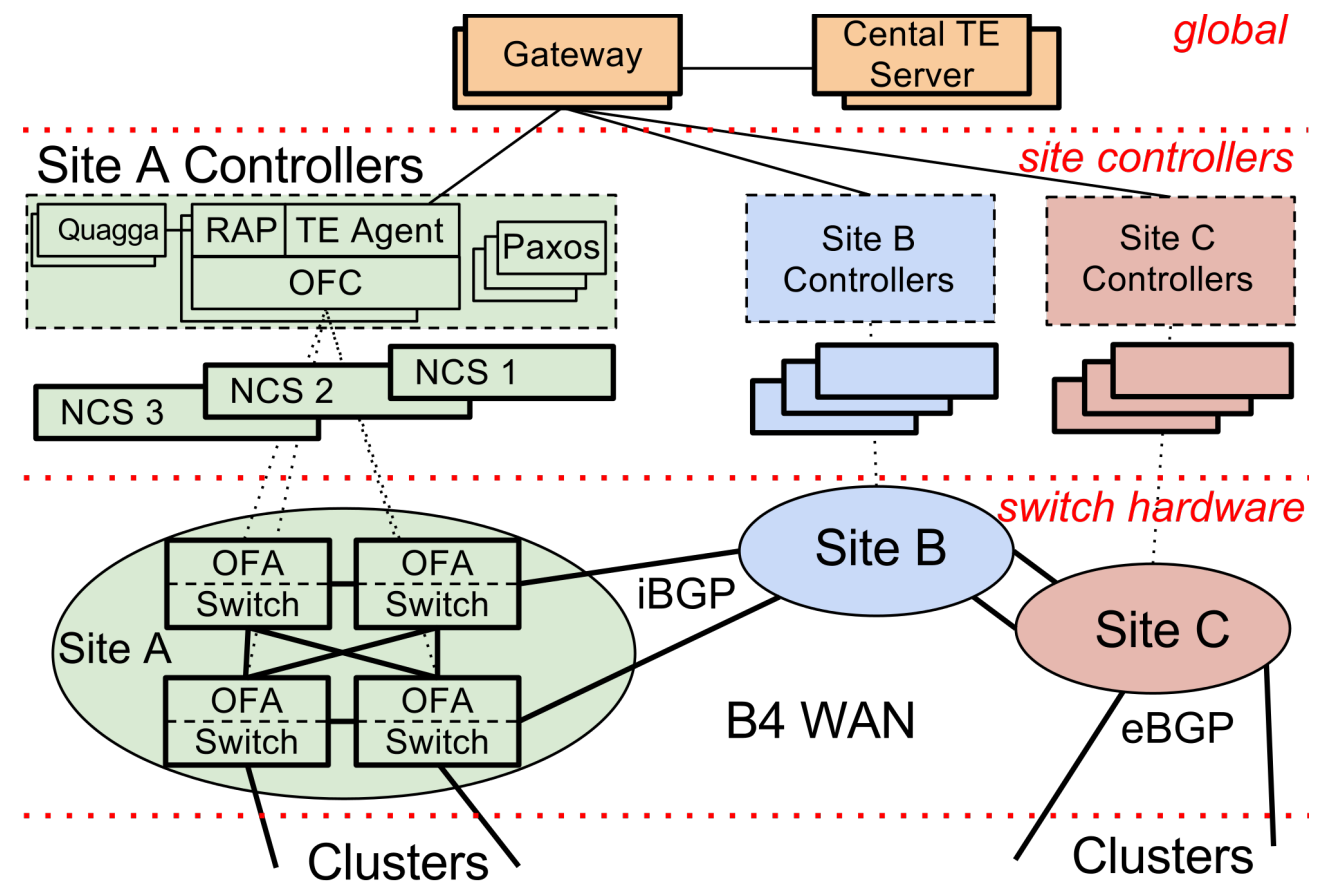 global
Gateway
Cental TE
Server
site controllers
Site A Controllers
Quagga
RAP
TE Agent
OFC
Paxos
Site B
Controllers
Site C
Controllers
NCS 1
NCS 2
NCS 3
switch hardware
Site A
OFA
Switch
OFA
Switch
OFA
Switch
OFA
Switch
iBGP
Site B
Site C
B4 WAN
eBGP
Clusters
Clusters